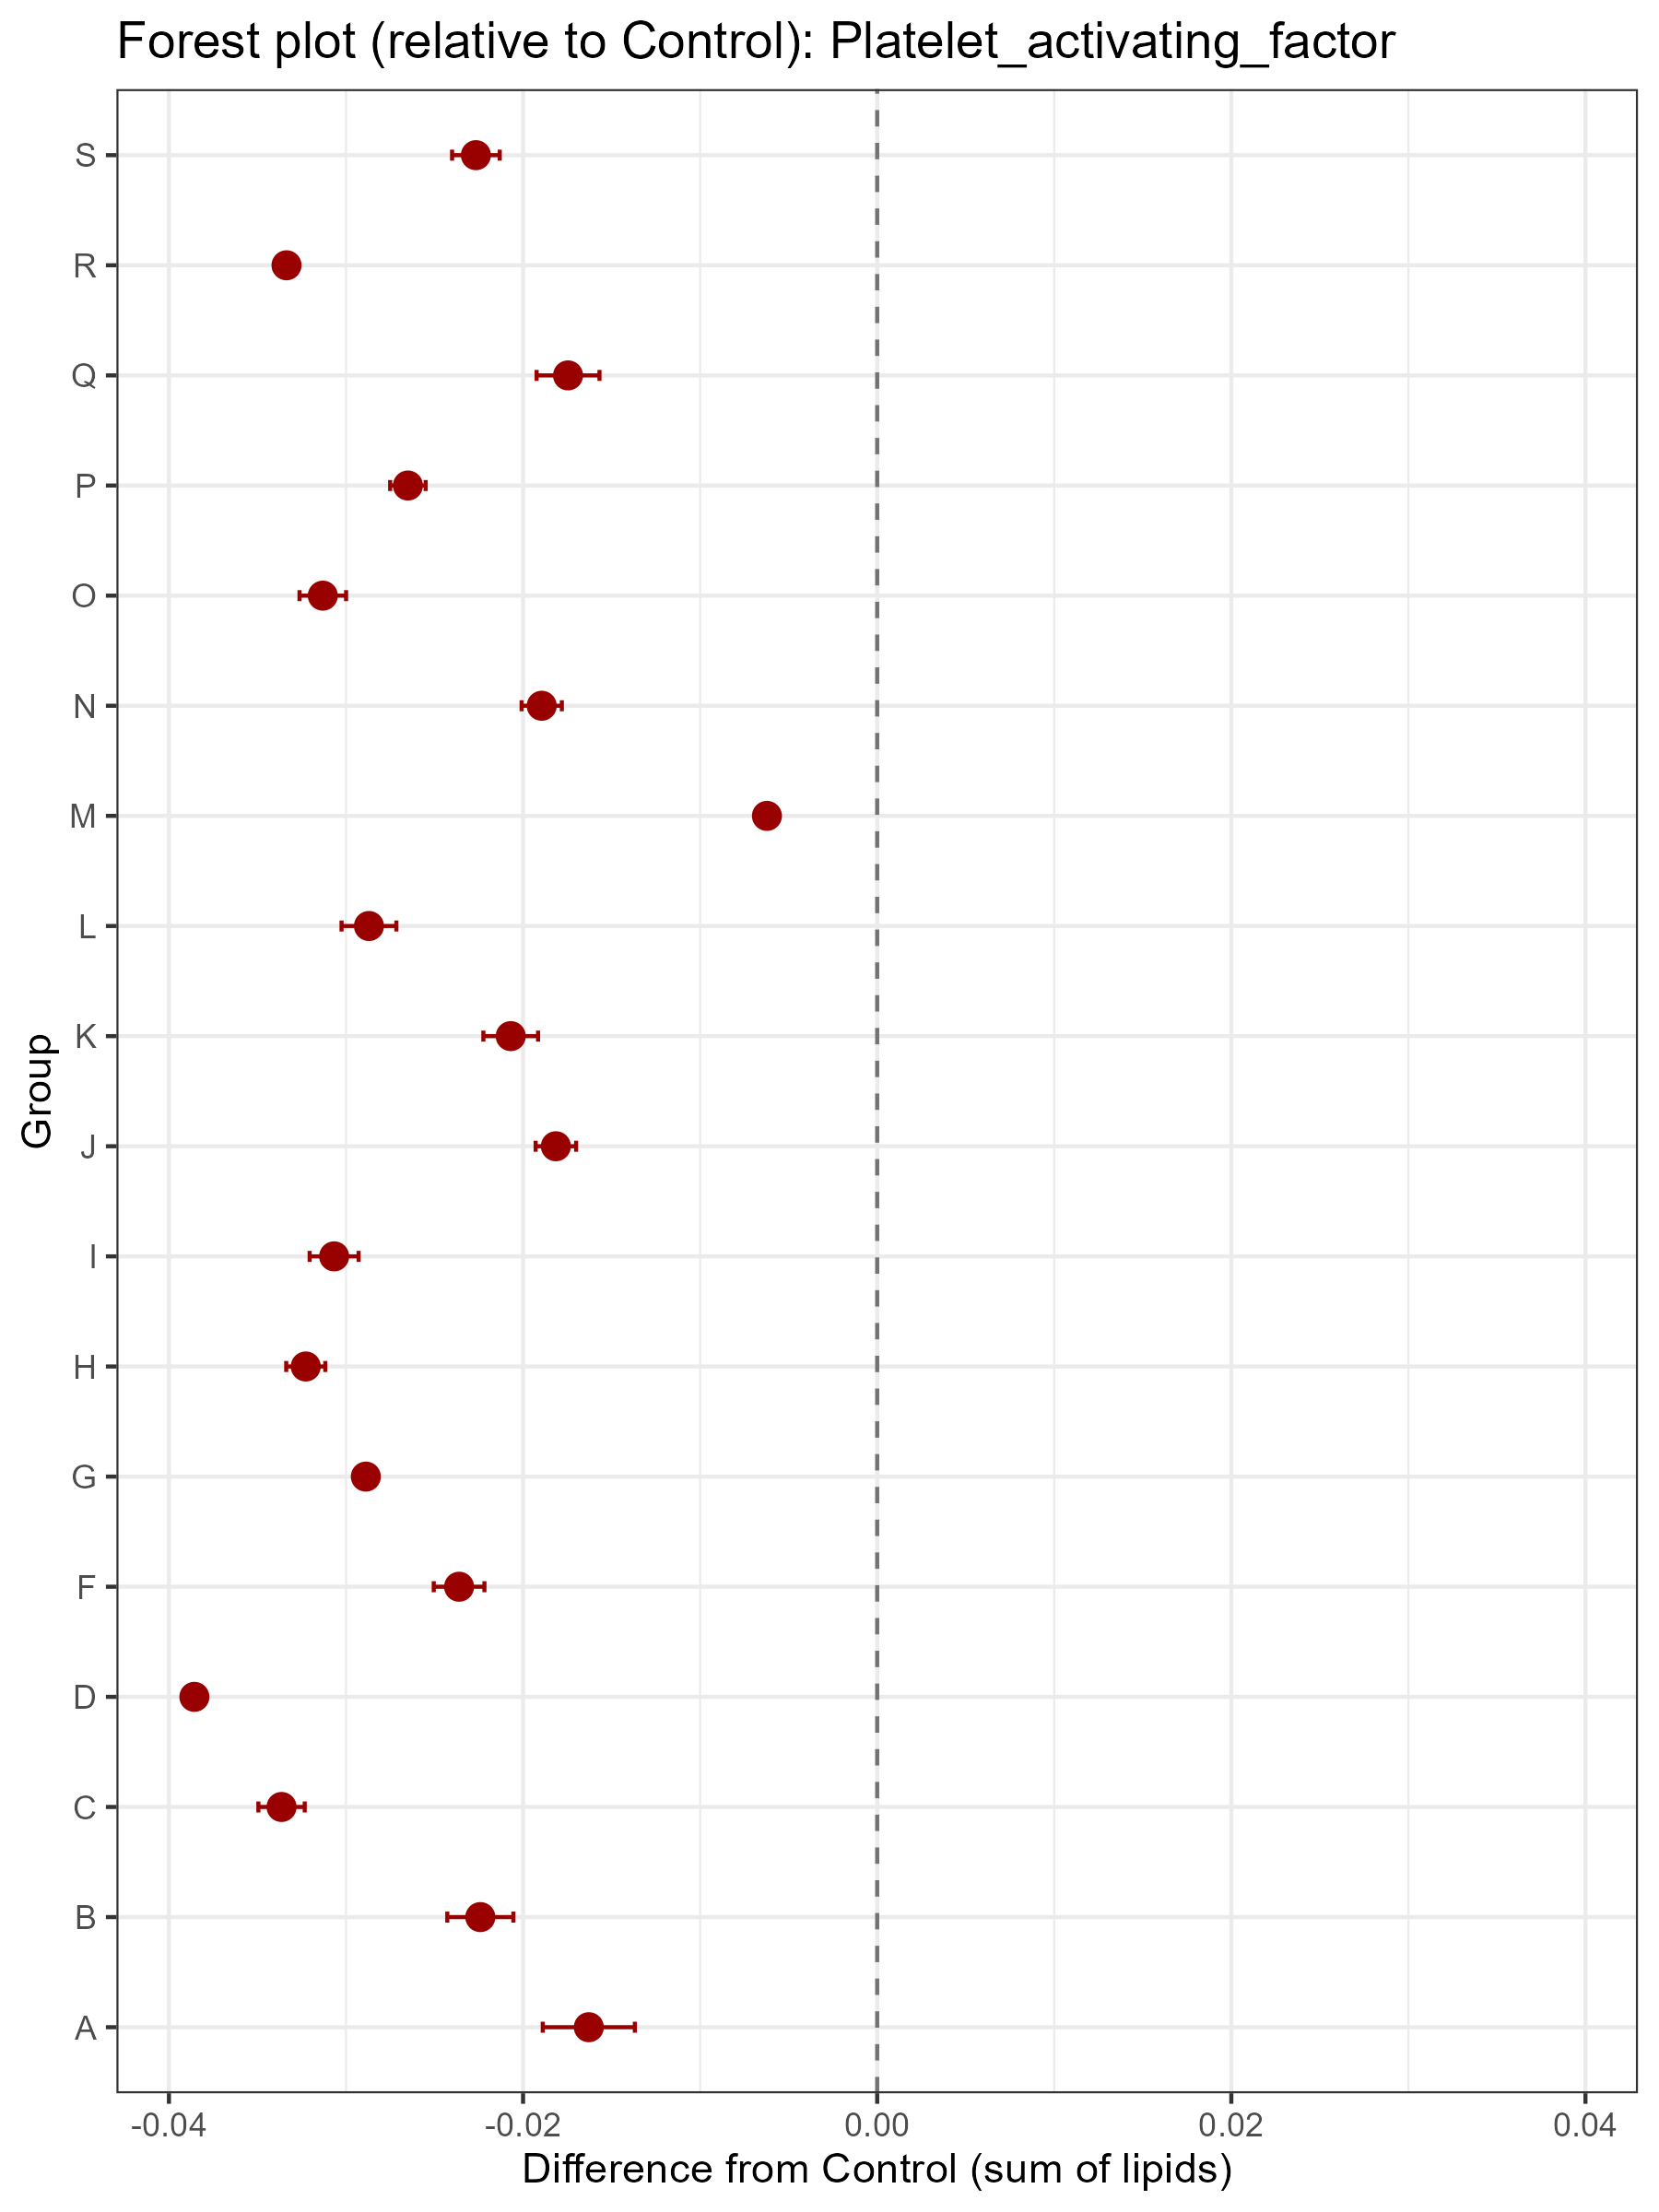 Forest plot (relative to Control): Platelet_activating_factor
S
R
Q
P
O
N
M
L
K
J
I
H
G
F
D
C
B
A
Group
-0.04
-0.02
0.00
0.02
0.04
Difference from Control (sum of lipids)